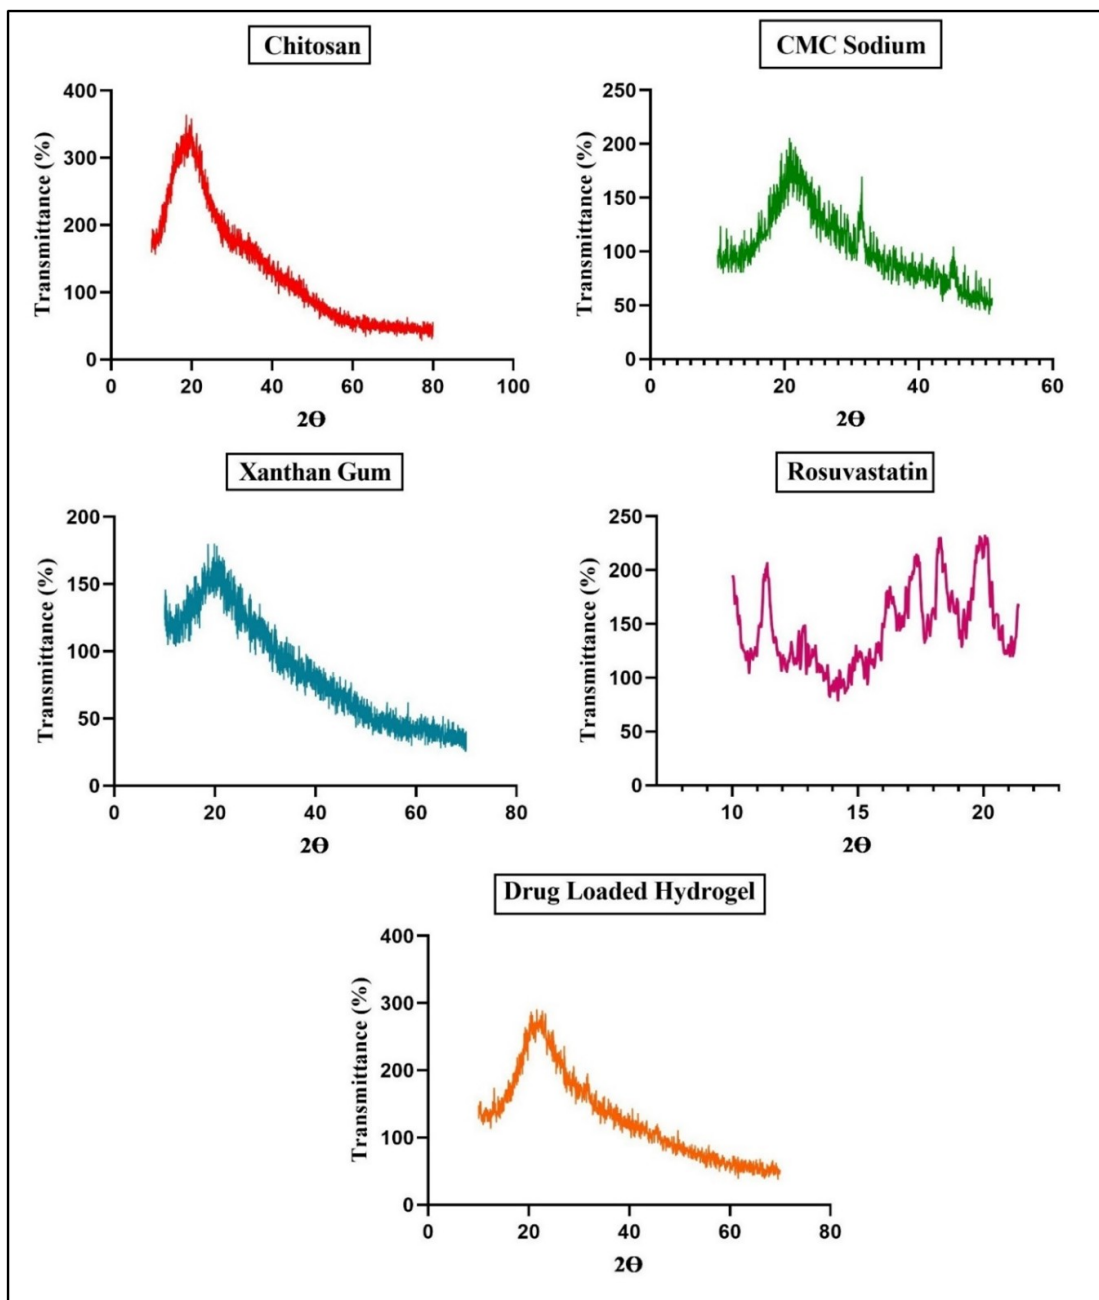 Chitosan
Transmittance (%)
400
300
200
100
0
0 20 40 60 80 100
2ϴ
CMC Sodium
Transmittance (%)
250
200
150
100
50
0
0 20 40 60
2ϴ
Xanthan Gum
Transmittance (%)
200
150
100
50
0
0 20 40 60 80
2ϴ
Rosuvastatin
Transmittance (%)
250
200
150
100
50
0
10 15 20
2ϴ
Drug Loaded Hydrogel
Transmittance (%)
400
300
200
100
0
0 20 40 60 80
2ϴ